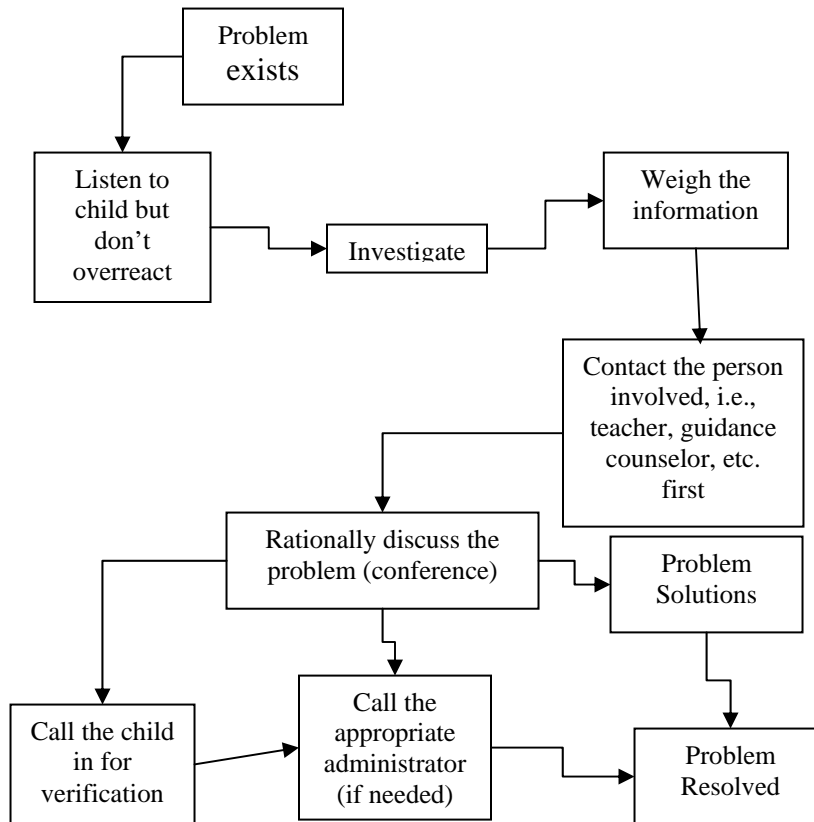 Problem
exists
Listen to
child but
don’t
overreact
Investigate
Weigh the
information
Contact the person
involved, i.e.,
teacher, guidance
counselor, etc.
first
Rationally discuss the
problem (conference)
Problem
Solutions
Call the child
in for
verification
Call the
appropriate
administrator
(if needed)
Problem
Resolved